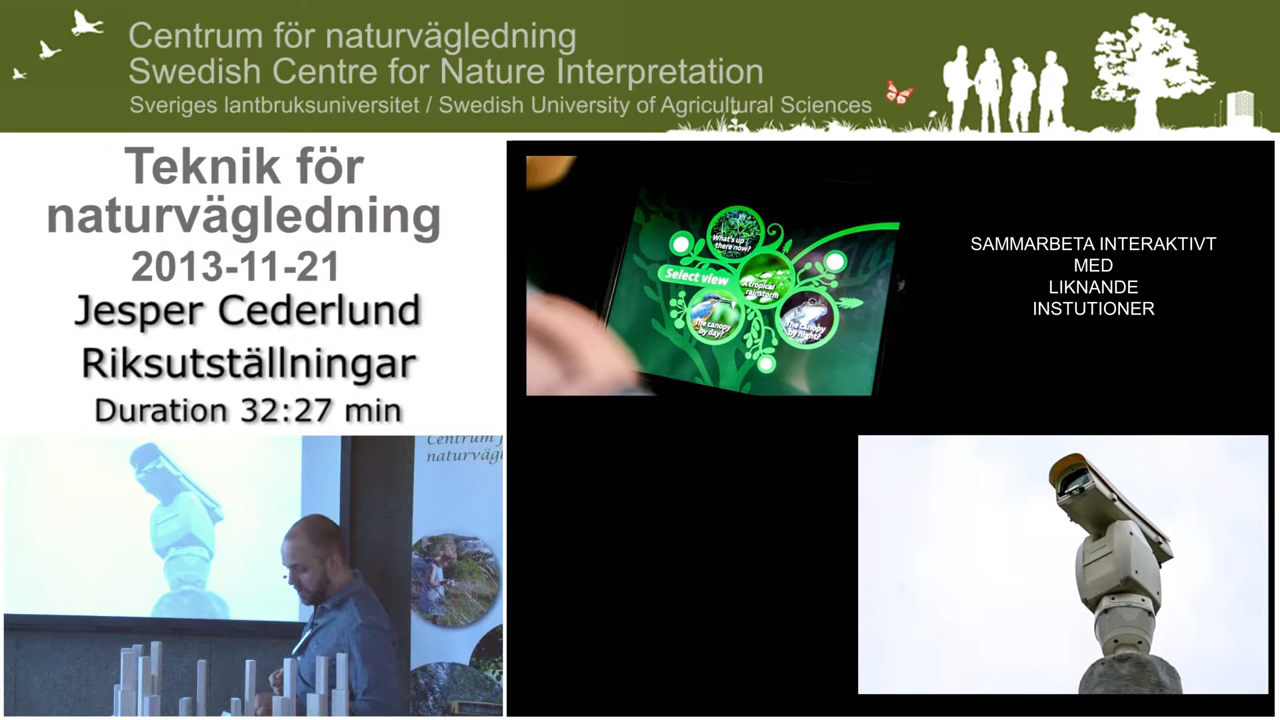 Centrum för naturvägledning
Swedish Centre for Nature Interpretation
Sveriges lantbruksuniversitet / Swedish University of Agricultural Sciences
Teknik för
naturvägledning
2013-11-21
Jesper Cederlund
Riksutställningar
Duration 32:27 min
What's up
there now?
Select view
A tropical
rainstorm
The canopy
by day?
The canopy
by night?
SAMMARBETA INTERAKTIVT
MED
LIKNANDE
INSTUTIONER
Centrum f
naturvägl